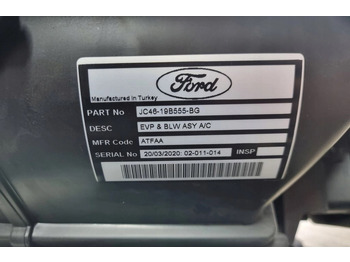 Ford
Manufactured in Turkey
PART No JC46-19B555-BG
DESC EVP & BLW ASY A/C
MFR Code ATFAA
SERIAL No 20/03/2020 02-011-014 INSP